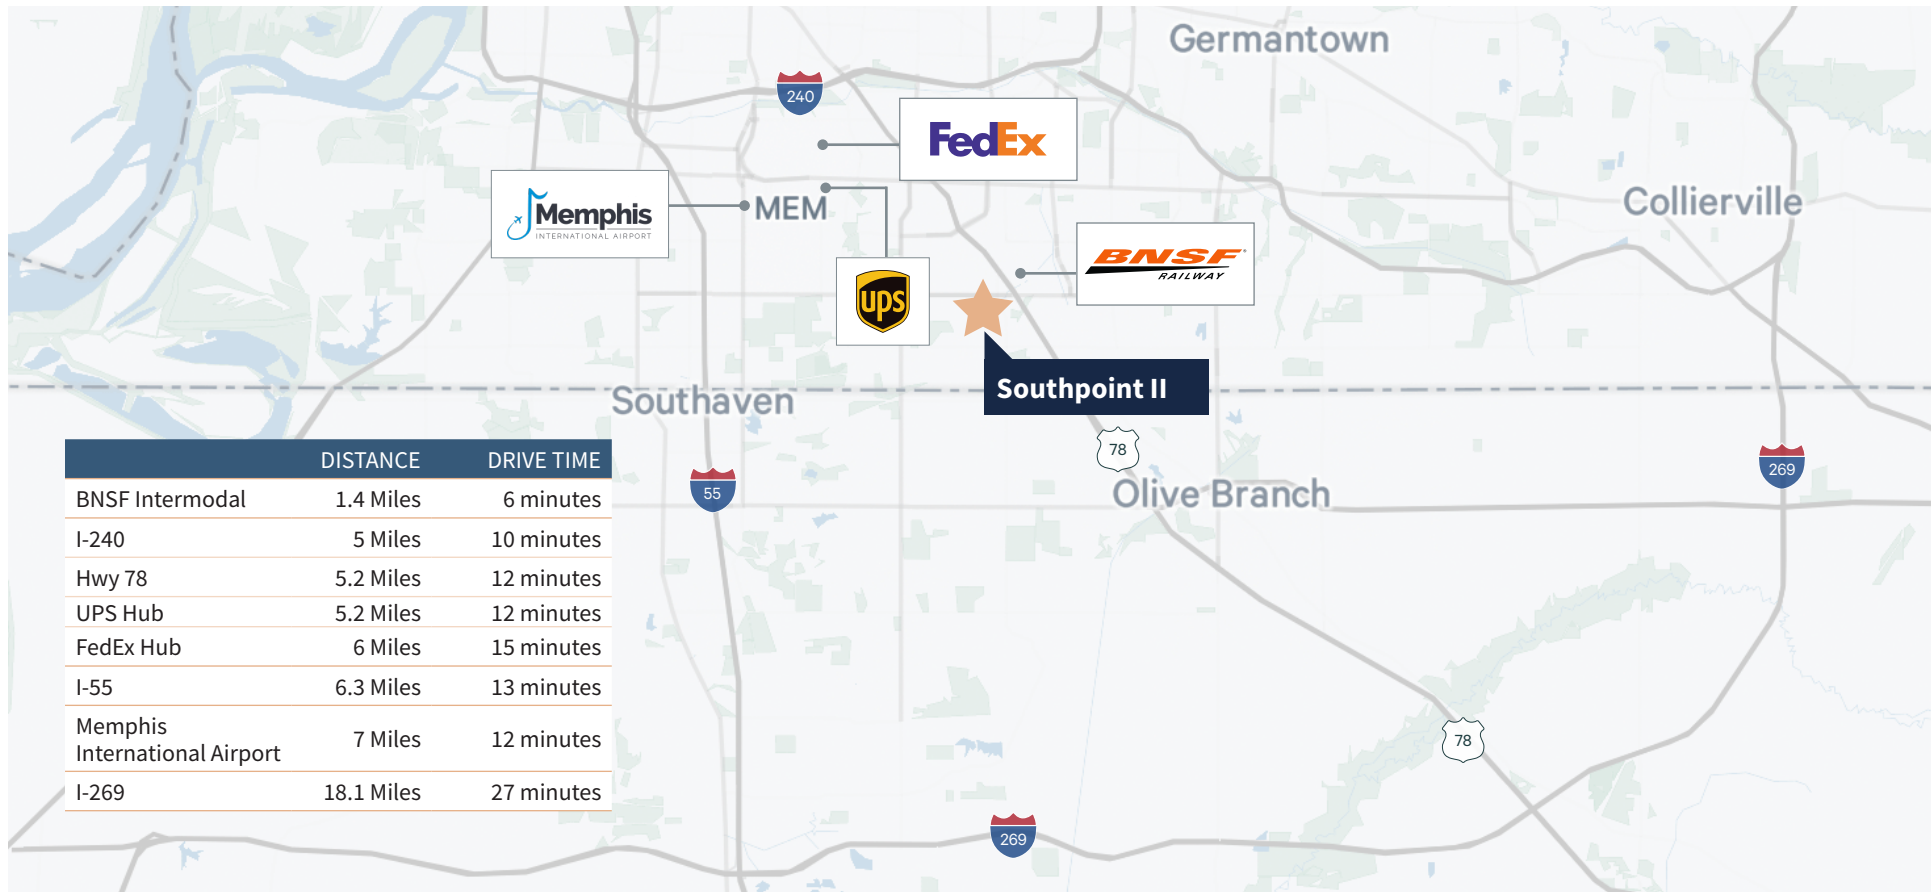 Germantown
240
FedEx
Memphis
INTERNATIONAL AIRPORT
MEM
Collierville
BNSF
RAILWAY
ups
Southpoint II
Southaven
78
269
55
Olive Branch
DISTANCE DRIVE TIME
BNSF Intermodal 1.4 Miles 6 minutes
I-240 5 Miles 10 minutes
Hwy 78 5.2 Miles 12 minutes
UPS Hub 5.2 Miles 12 minutes
FedEx Hub 6 Miles 15 minutes
I-55 6.3 Miles 13 minutes
Memphis
International Airport 7 Miles 12 minutes
I-269 18.1 Miles 27 minutes
78
269